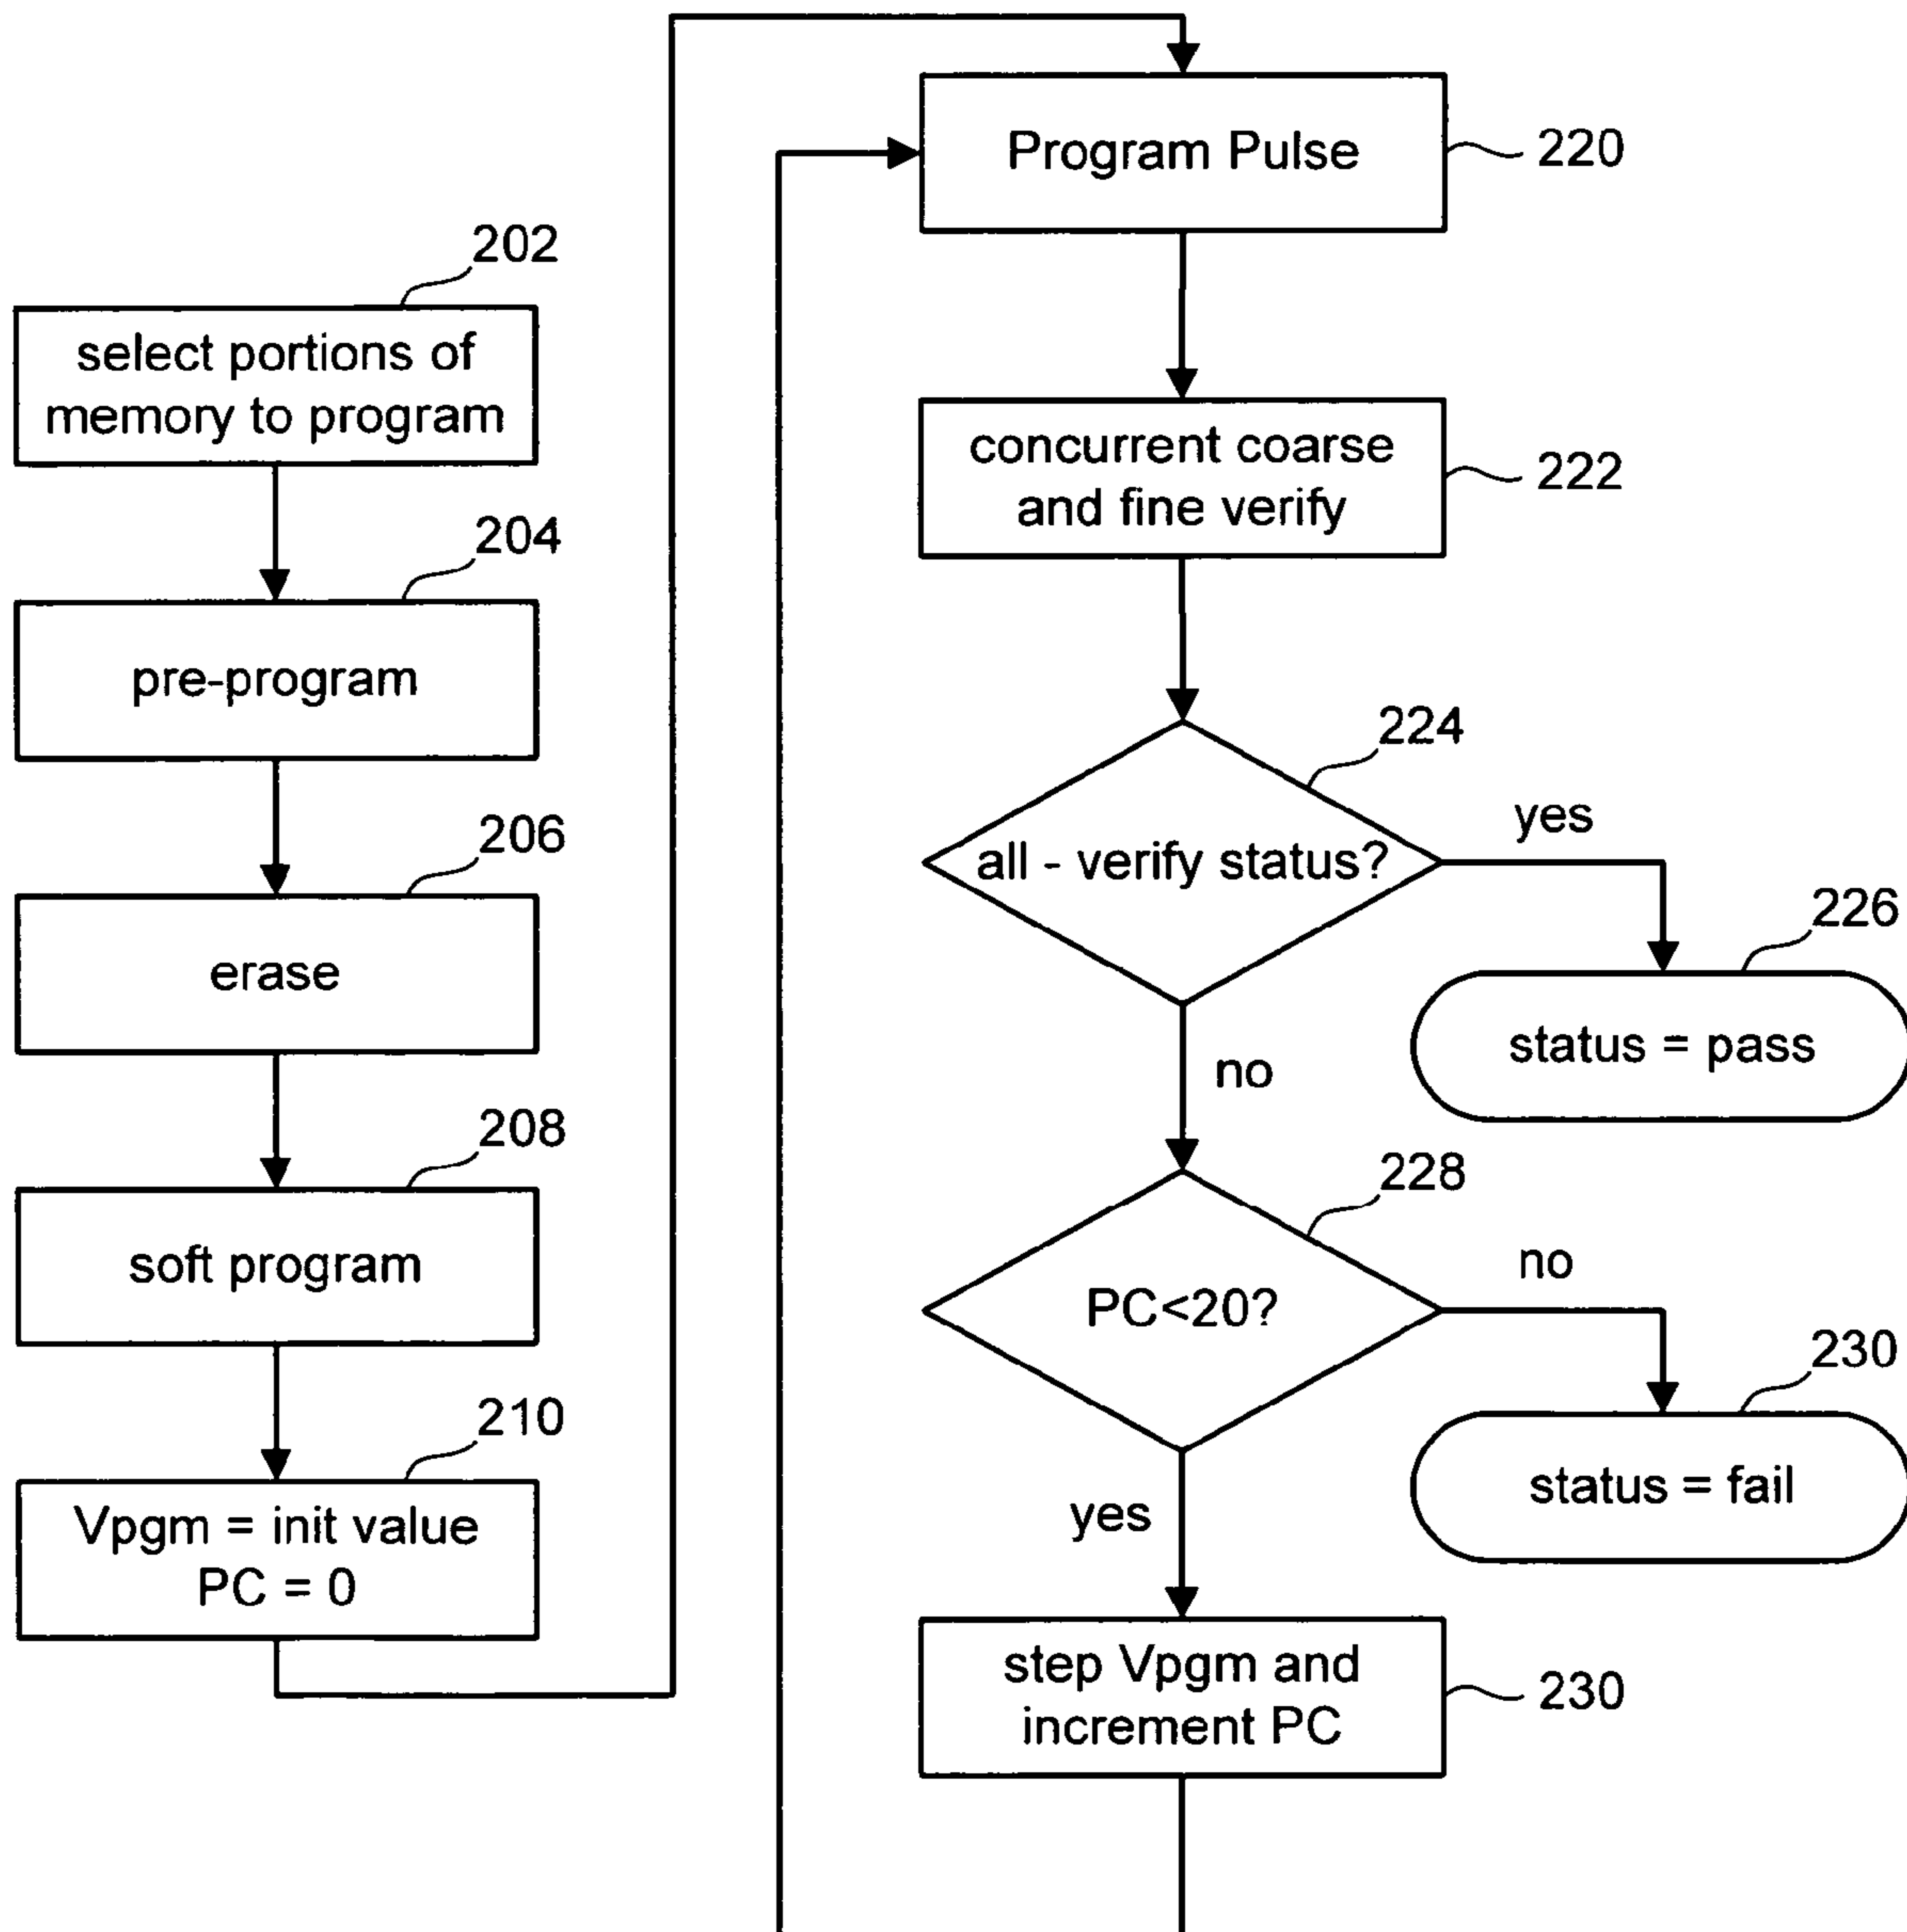 202
select portions of
memory to program
204
pre-program
206
erase
208
soft program
210
Vpgm = init value
PC = 0
Program Pulse
220
concurrent coarse
and fine verify
222
224
all - verify status?
yes
226
status = pass
no
228
PC<20?
no
230
status = fail
yes
step Vpgm and
increment PC
230